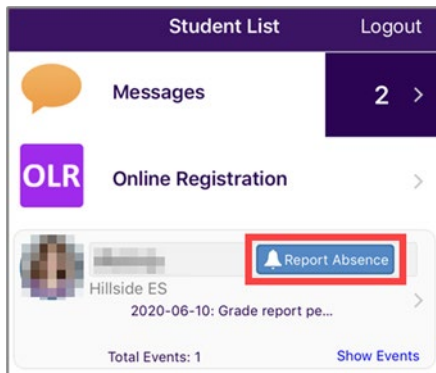 Student List Logout
Messages 2 >
OLR Online Registration >
Report Absence
Hillside ES
2020-06-10: Grade report pe... >
Total Events: 1 Show Events